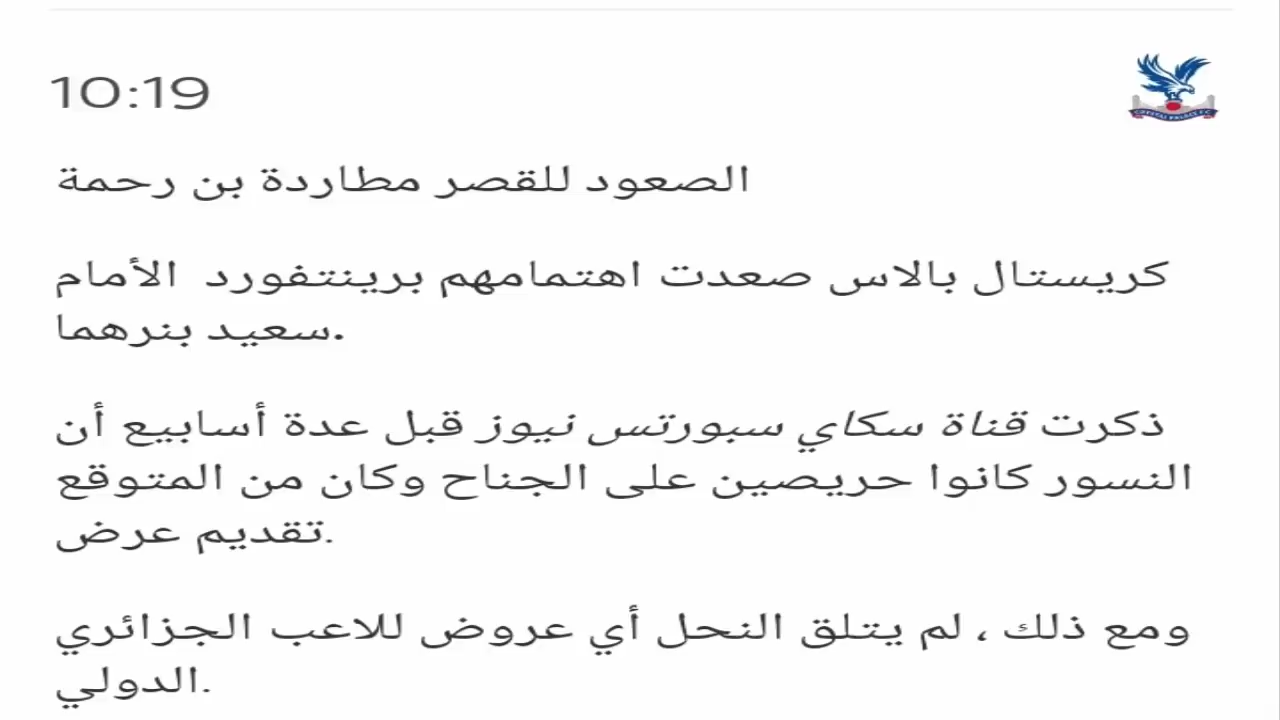 10:19
CRYSTAL PALACE F.C.
الصعود للقصر مطاردة بن رحمة
كريستال بالاس صعدت اهتمامهم برينتفورد الأمام
سعيد بنرهما.
ذكرت قناة سكاي سبورتس نيوز قبل عدة أسابيع أن
النسور كانوا حريصين على الجناح وكان من المتوقع
تقديم عرض.
ومع ذلك ، لم يتلق النحل أي عروض للاعب الجزائري
الدولي.